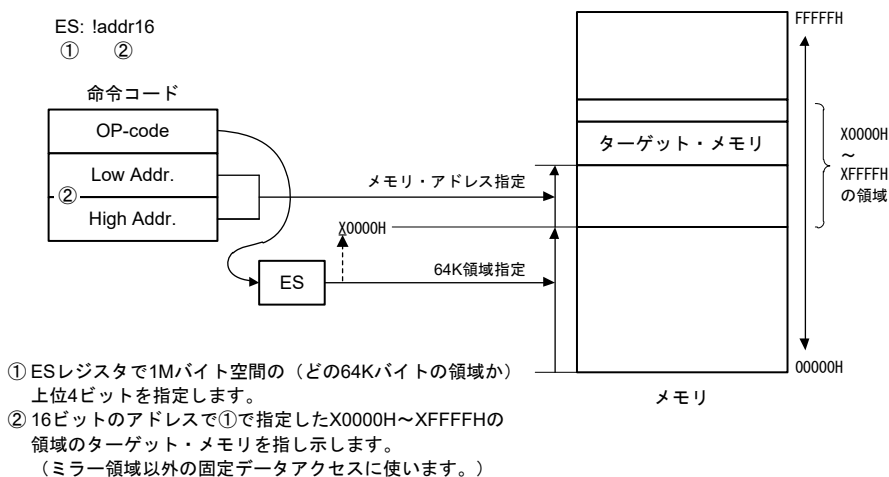 ES: !addr16
① ②
命令コード
OP-code
Low Addr.
②
High Addr.
ES
メモリ・アドレス指定
X0000H
64K領域指定
FFFFFH
ターゲット・メモリ
X0000H
～
XFFFFH
の領域
00000H
メモリ
① ESレジスタで1Mバイト空間の（どの64Kバイトの領域か）
上位4ビットを指定します。
② 16ビットのアドレスで①で指定したX0000H～XFFFFHの
領域のターゲット・メモリを指し示します。
（ミラー領域以外の固定データアクセスに使います。）